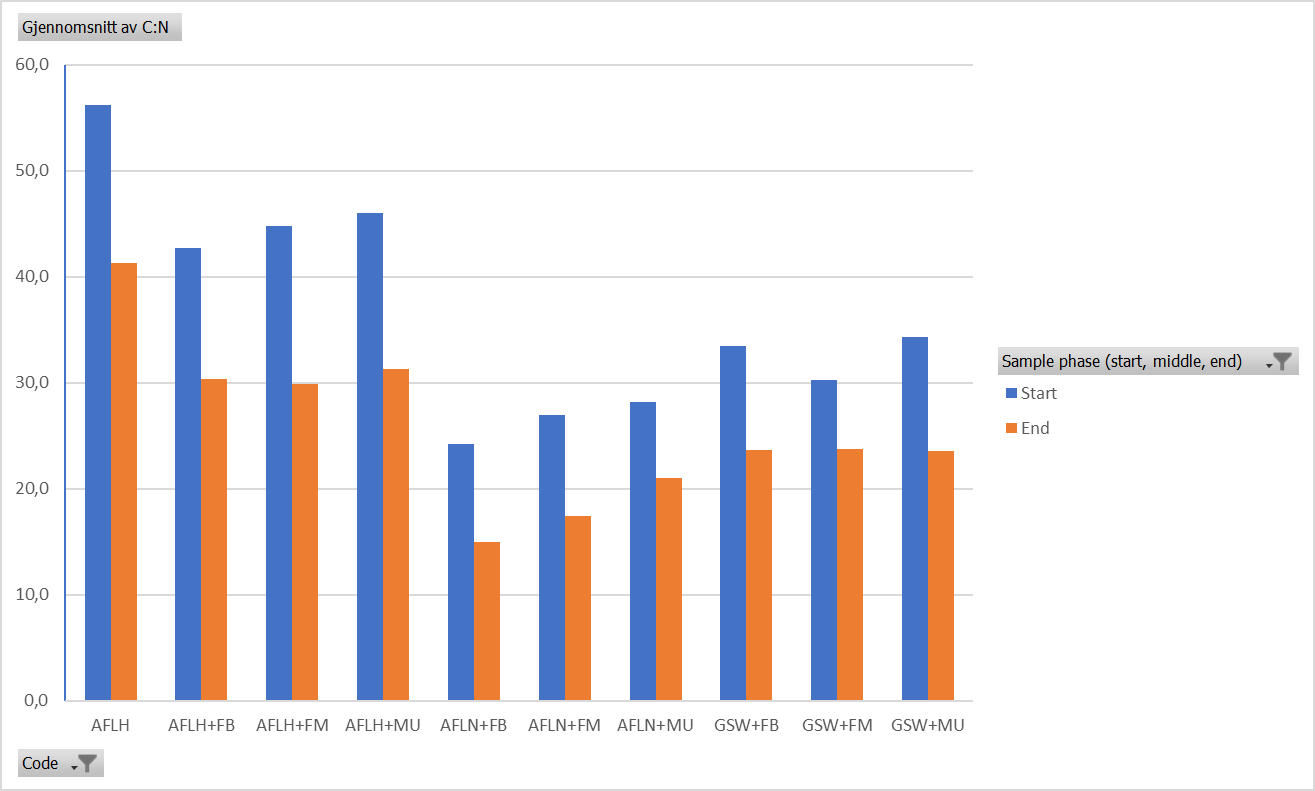 Gjennomsnitt av C:N
60,0
50,0
40,0
30,0
20,0
10,0
0,0
AFLH AFLH+FB AFLH+FM AFLH+MU AFLN+FB AFLN+FM AFLN+MU GSW+FB GSW+FM GSW+MU
Sample phase (start, middle, end)
Start
End
Code